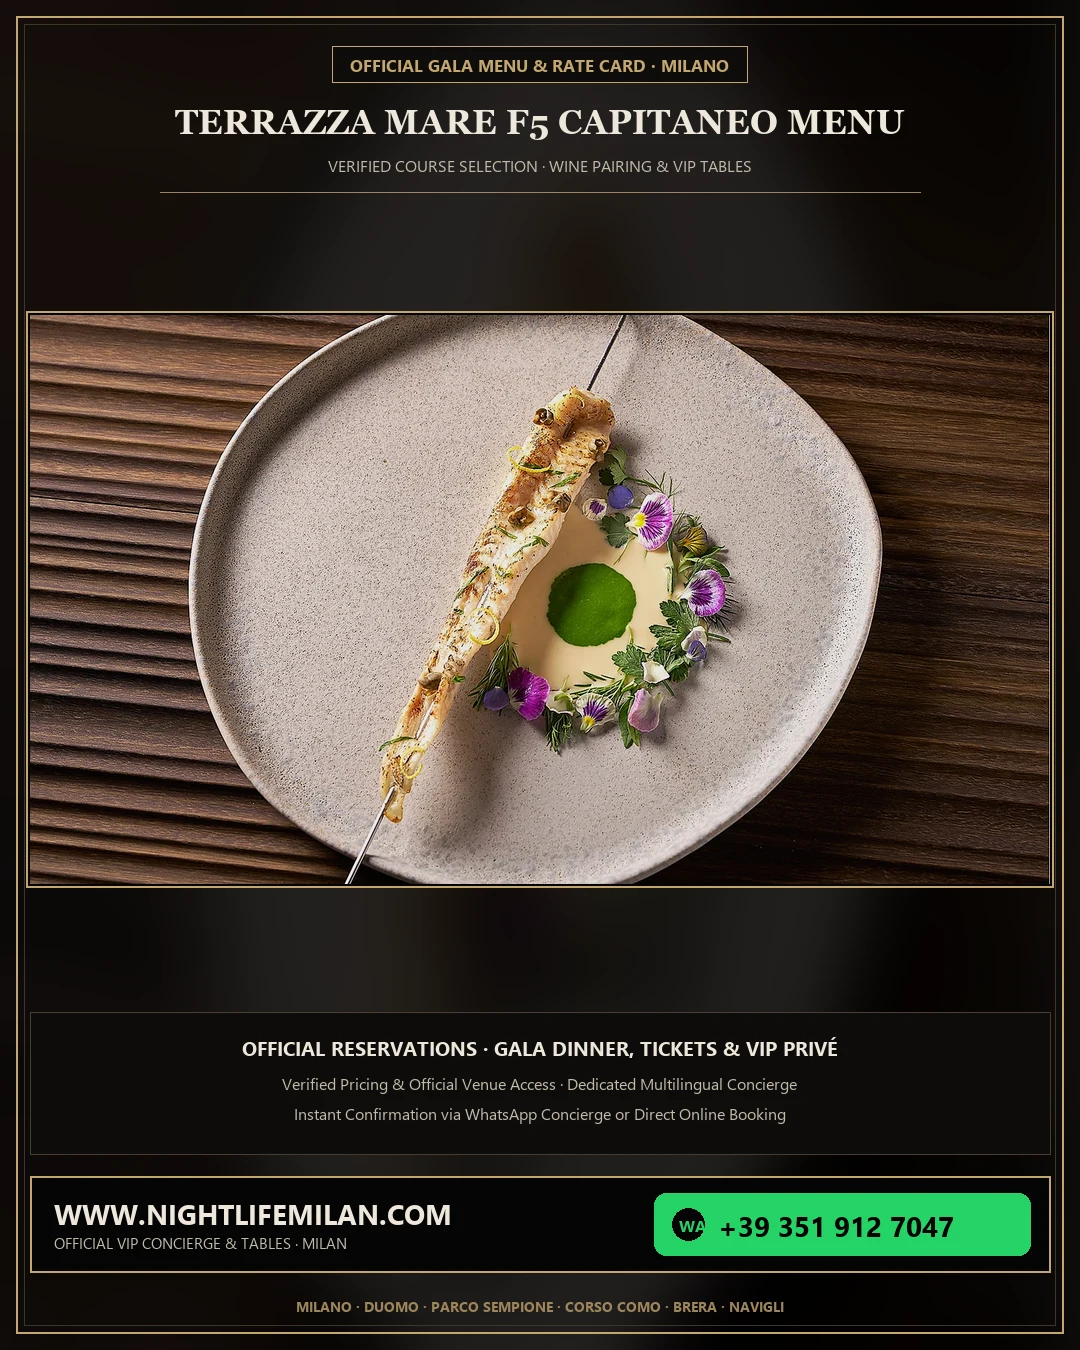 OFFICIAL GALA MENU & RATE CARD · MILANO
TERRAZZA MARE F5 CAPITANEO MENU
VERIFIED COURSE SELECTION · WINE PAIRING & VIP TABLES
OFFICIAL RESERVATIONS · GALA DINNER, TICKETS & VIP PRIVÉ
Verified Pricing & Official Venue Access · Dedicated Multilingual Concierge
Instant Confirmation via WhatsApp Concierge or Direct Online Booking
WWW.NIGHTLIFEMILAN.COM
OFFICIAL VIP CONCIERGE & TABLES · MILAN
WA +39 351 912 7047
MILANO · DUOMO · PARCO SEMPIONE · CORSO COMO · BRERA · NAVIGLI